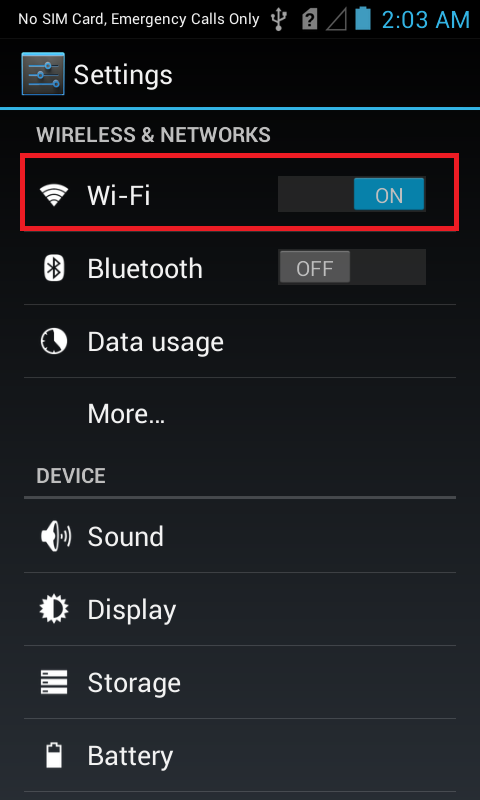 No SIM Card, Emergency Calls Only 2:03 AM
Settings
WIRELESS & NETWORKS
Wi-Fi ON
Bluetooth OFF
Data usage
More...
DEVICE
Sound
Display
Storage
Battery